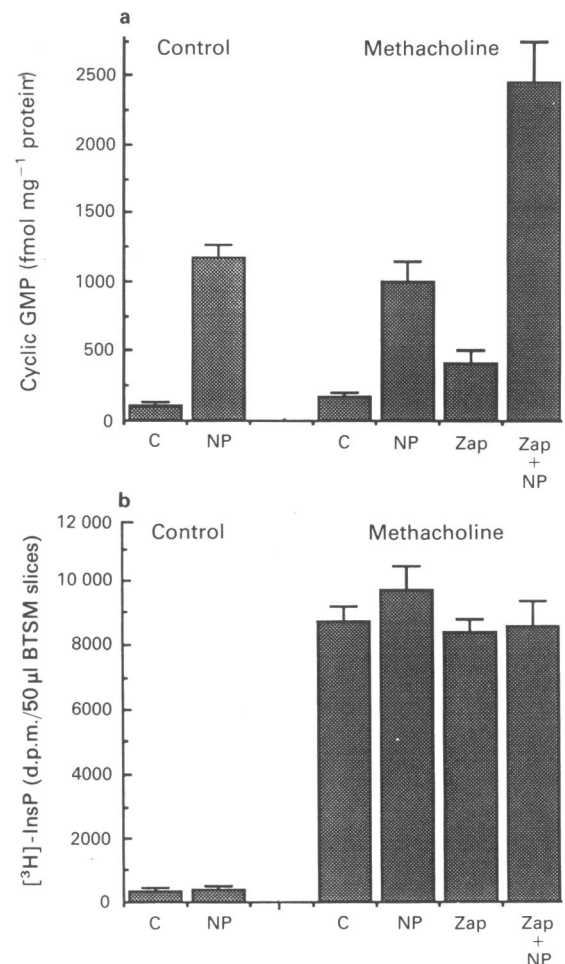 a
Control Methacholine
Cyclic GMP (fmol mg⁻¹ protein)
2500
2000
1500
1000
500
0
C NP C NP Zap Zap + NP
b
Control Methacholine
[³H]-InsP (d.p.m./50 µl BTSM slices)
12 000
10 000
8000
6000
4000
2000
0
C NP C NP Zap Zap + NP